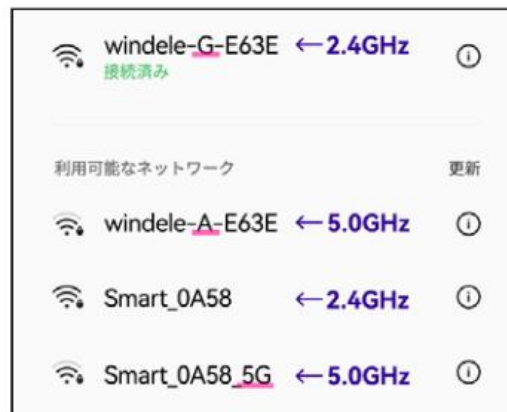 windele-G-E63E ←2.4GHz
接続済み
利用可能なネットワーク 更新
windele-A-E63E ←5.0GHz
Smart_0A58 ←2.4GHz
Smart_0A58_5G ←5.0GHz